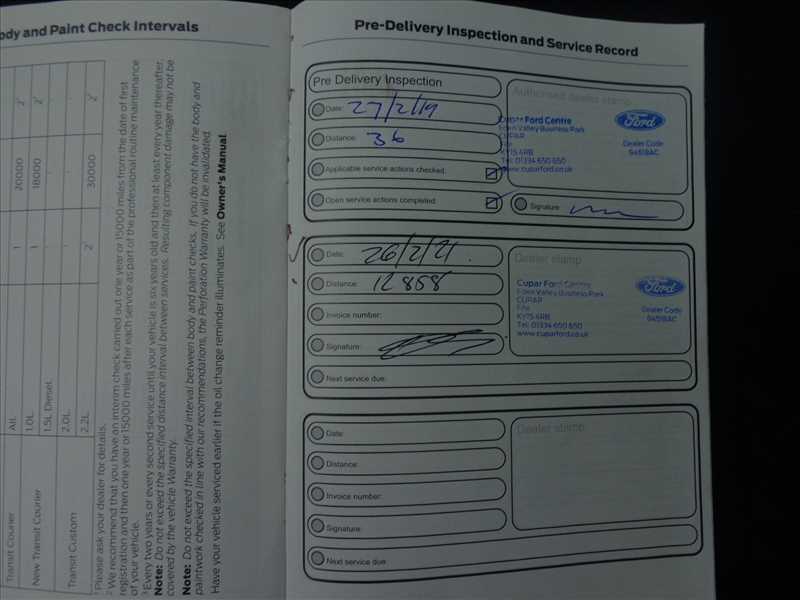 ody and Paint Check Intervals
Transit Courier All. 1 20000 2²
New Transit Courier 1.0L 1 18000 2²
1.5L Diesel
Transit Custom 2.0L
2.2L 2² 30000 2²
¹ Please ask your dealer for details.
² We recommend that you have an interim check carried out one year or 15000 miles from the date of first
registration and then one year or 15000 miles after each service as part of the professional routine maintenance
of your vehicle.
³ Every two years or every second service until your vehicle is six years old and then at least every year thereafter.
Note: Do not exceed the specified distance interval between services. Resulting component damage may not be
covered by the vehicle Warranty.
Note: Do not exceed the specified interval between body and paint checks. If you do not have the body and
paintwork checked in line with our recommendations, the Perforation Warranty will be invalidated.
Have your vehicle serviced earlier if the oil change reminder illuminates. See Owner's Manual
Pre-Delivery Inspection and Service Record
Pre Delivery Inspection
Date: 27/2/19
Distance: 36
Applicable service actions checked:
Open service actions completed
Authorised dealer stamp
Cupar Ford Centre
Eden Valley Business Park
CUPAR
Fife
KY15 4RB
Tel: 01334 650 650
www.cuparford.co.uk
Ford
Dealer Code
94518AC
Signature:
Date: 26/2/21
Distance: 12858
Invoice number:
Signature:
Next service due:
Dealer stamp
Cupar Ford Centre
Eden Valley Business Park
CUPAR
Fife
KY15 4RB
Tel: 01334 650 650
www.cuparford.co.uk
Ford
Dealer Code
94518AC
Date:
Distance:
Invoice number:
Signature:
Next service due
Dealer stamp